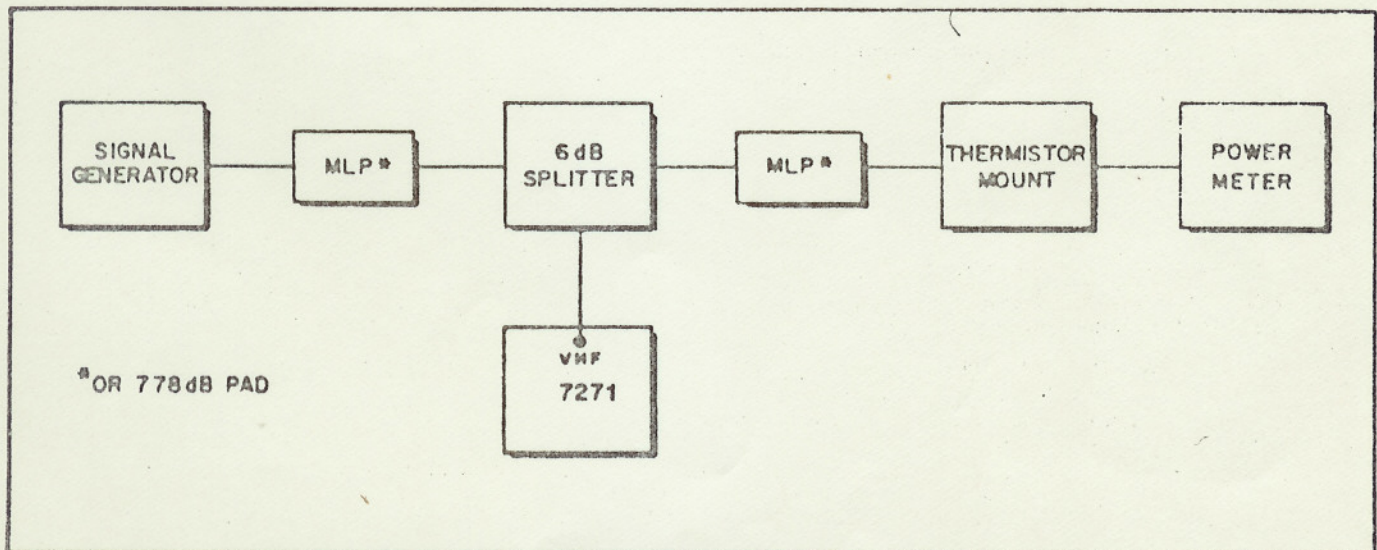 SIGNAL
GENERATOR
MLP*
6dB
SPLITTER
MLP*
THERMISTOR
MOUNT
POWER
METER
VHF
7271
*OR 778dB PAD